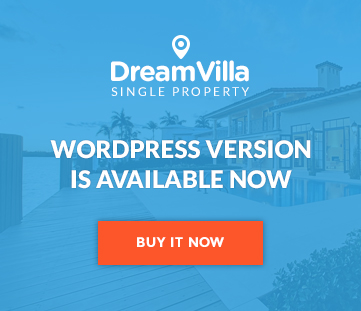 DreamVilla
SINGLE PROPERTY
WORDPRESS VERSION
IS AVAILABLE NOW
BUY IT NOW